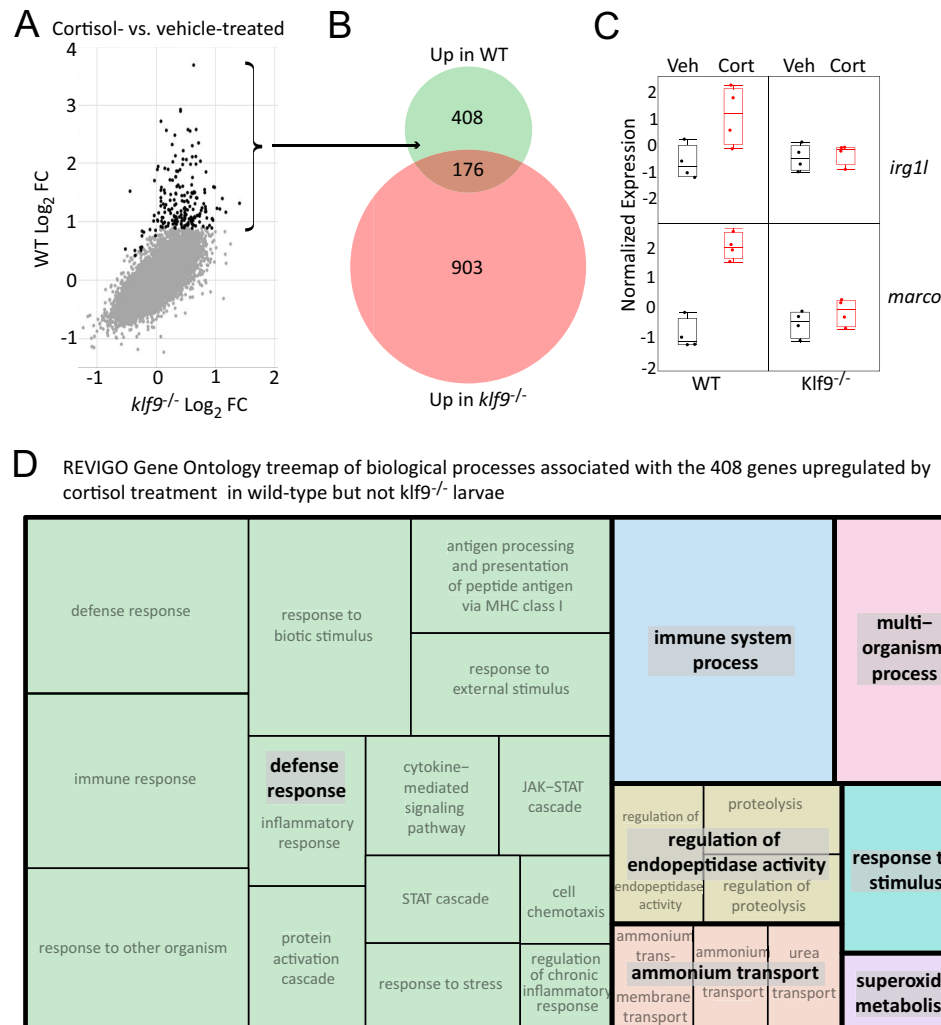 A
Cortisol- vs. vehicle-treated
4
3
2
1
0
-1
WT Log2 FC
-1
0
1
2
klf9-/- Log2 FC
B
Up in WT
408
176
903
Up in klf9-/-
C
Veh
Cort
Veh
Cort
Normalized Expression
2
1
0
-1
-2
irg1l
2
1
0
-1
-2
marco
WT
Klf9-/-
D
REVIGO Gene Ontology treemap of biological processes associated with the 408 genes upregulated by
cortisol treatment in wild-type but not klf9-/- larvae
defense response
immune response
response to other organism
response to
biotic stimulus
antigen processing
and presentation
of peptide antigen
via MHC class I
response to
external stimulus
defense
response
inflammatory
response
cytokine−
mediated
signaling
pathway
JAK−STAT
cascade
protein
activation
cascade
STAT cascade
cell
chemotaxis
response to stress
regulation
of chronic
inflammatory
response
immune system
process
multi−
organism
process
regulation of
endopeptidase
activity
proteolysis
regulation of
endopeptidase activity
regulation of
proteolysis
response t
stimulus
ammonium
trans-
membrane
transport
ammonium
transport
urea
transport
ammonium transport
superoxid
metabolis